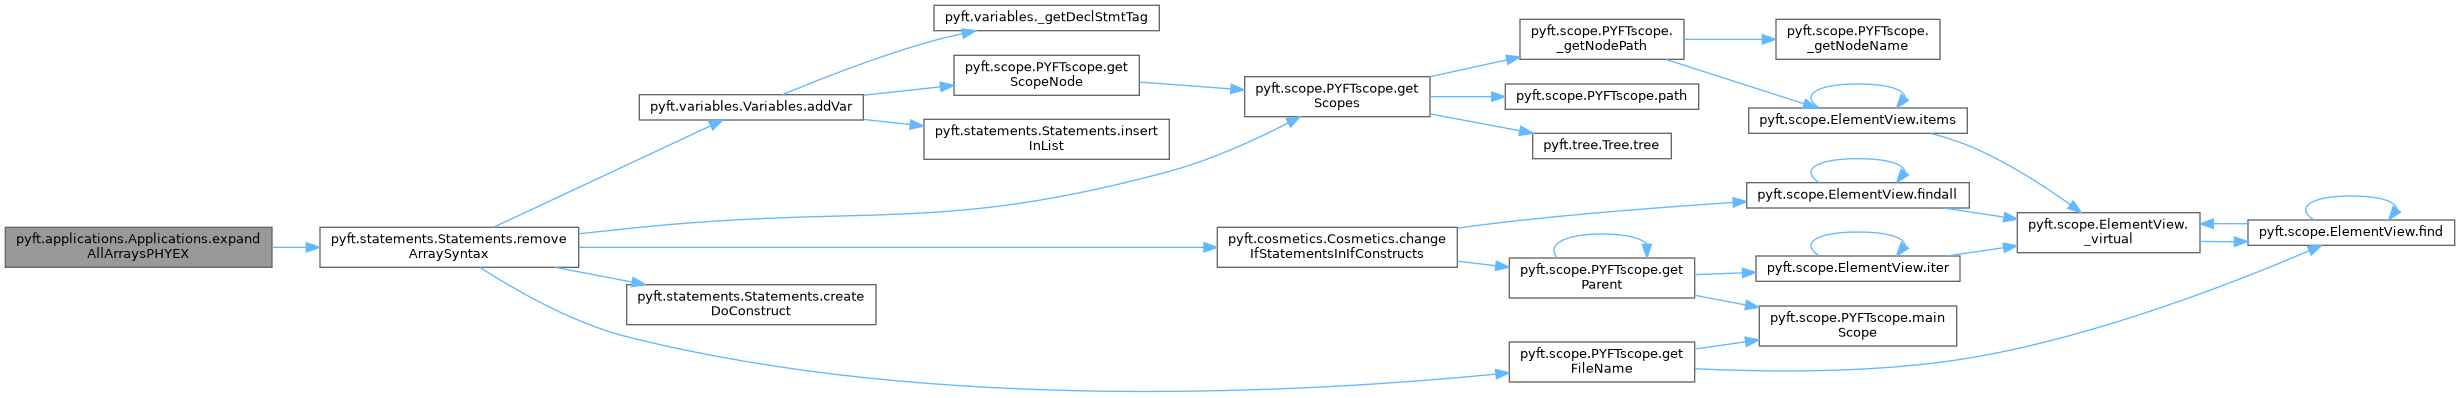 pyft.applications.Applications.expand
AllArraysPHYEX
pyft.statements.Statements.remove
ArraySyntax
pyft.variables.Variables.addVar
pyft.statements.Statements.create
DoConstruct
pyft.variables._getDeclStmtTag
pyft.scope.PYFTscope.get
ScopeNode
pyft.statements.Statements.insert
InList
pyft.scope.PYFTscope.get
Scopes
pyft.cosmetics.Cosmetics.change
IfStatementsInIfConstructs
pyft.scope.PYFTscope.
_getNodePath
pyft.scope.PYFTscope.path
pyft.tree.Tree.tree
pyft.scope.PYFTscope.get
Parent
pyft.scope.PYFTscope.get
FileName
pyft.scope.PYFTscope.
_getNodeName
pyft.scope.ElementView.items
pyft.scope.ElementView.findall
pyft.scope.ElementView.iter
pyft.scope.PYFTscope.main
Scope
pyft.scope.ElementView.
_virtual
pyft.scope.ElementView.find